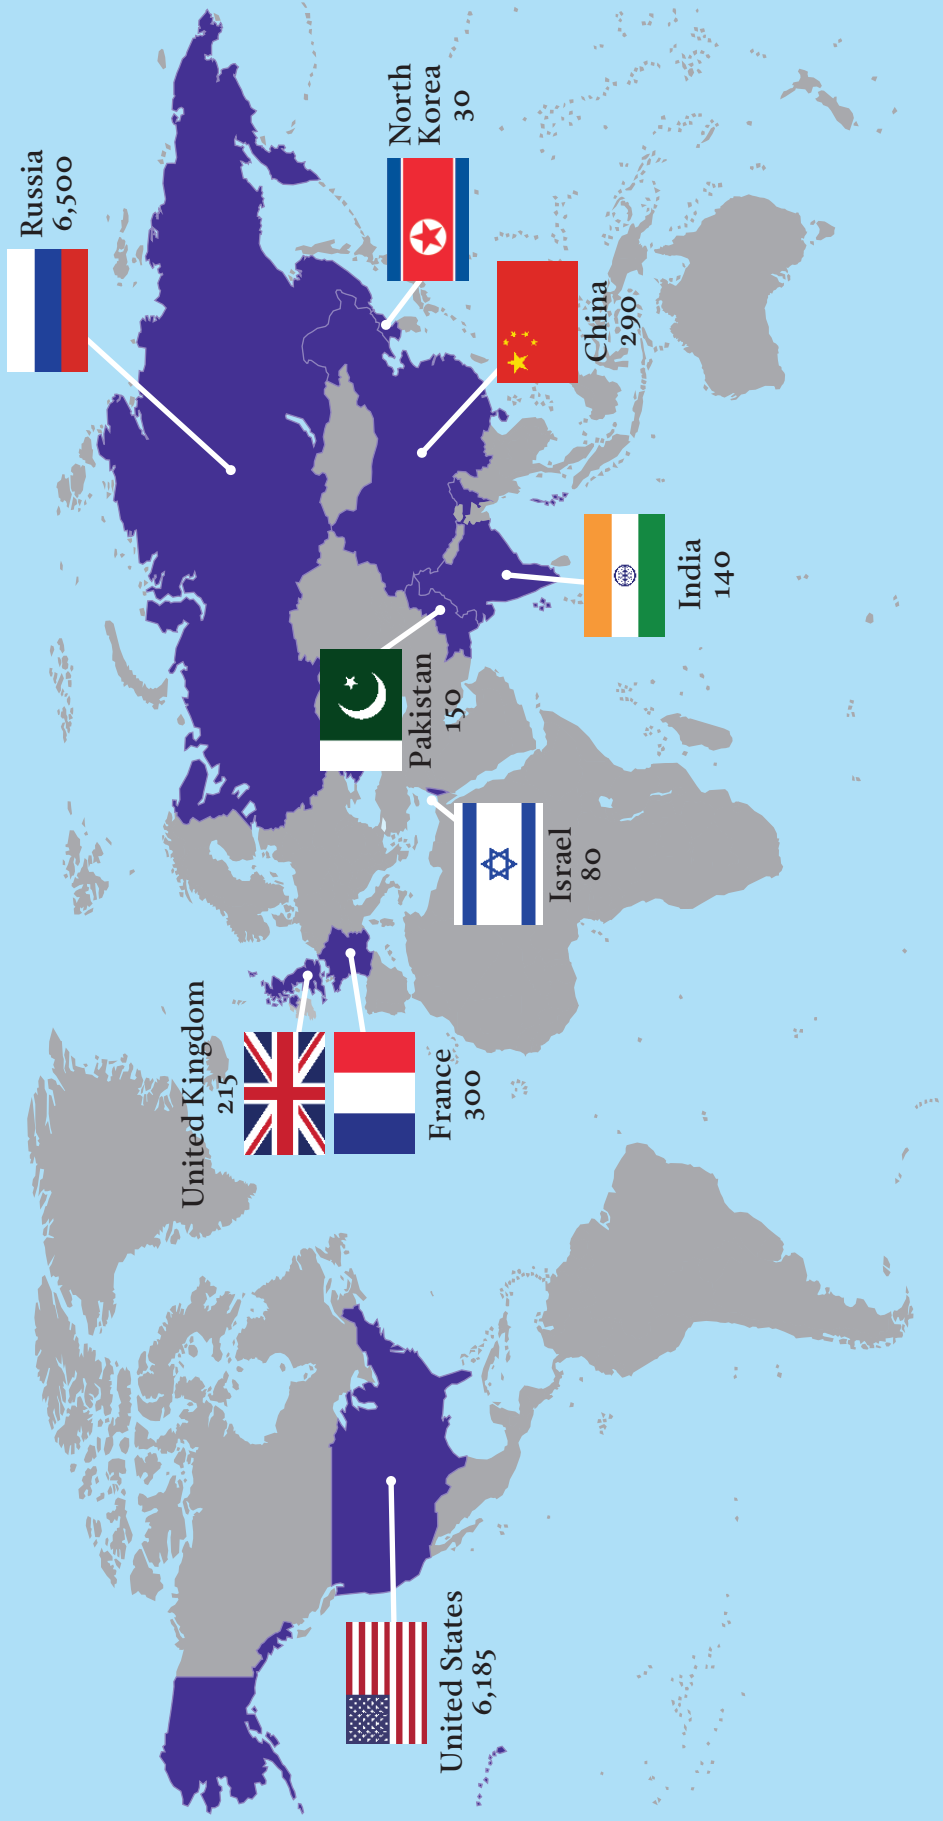 Russia
6,500
North
Korea
30
China
290
India
140
Pakistan
150
Israel
80
United Kingdom
215
France
300
United States
6,185